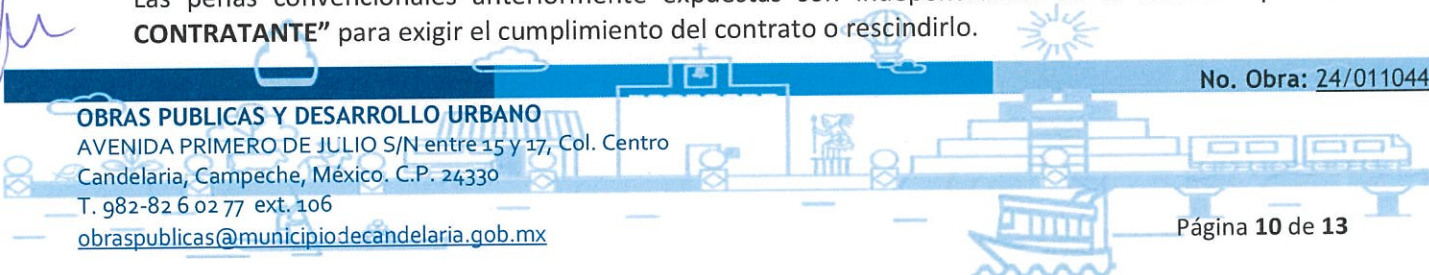 Las penas convencionales anteriormente expuestas son
CONTRATANTE” para exigir el cumplimiento del contrato o rescindirlo.
No. Obra: 24/011044
OBRAS PUBLICAS Y DESARROLLO URBANO
AVENIDA PRIMERO DE JULIO S/N entre 15 y 17, Col. Centro
Candelaria, Campeche, México. C.P. 24330
T. 982-82 6 02 77 ext. 106
obraspublicas@municipiodecandelaria.gob.mx
Página 10 de 13